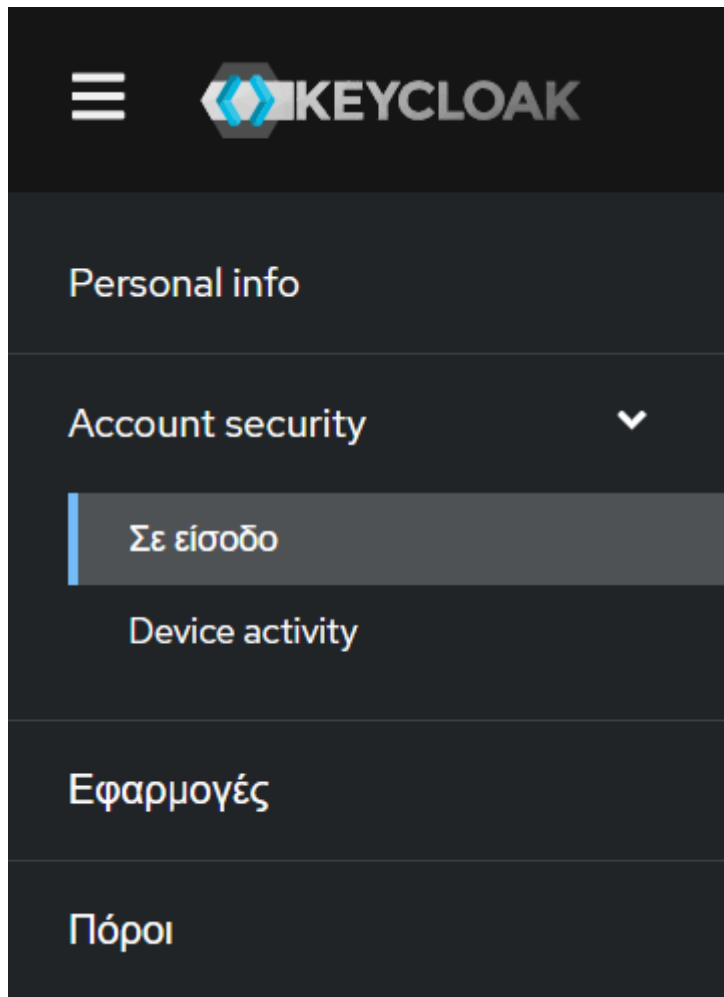 KEYCLOAK
Personal info
Account security
Σε είσοδο
Device activity
Εφαρμογές
Πόροι